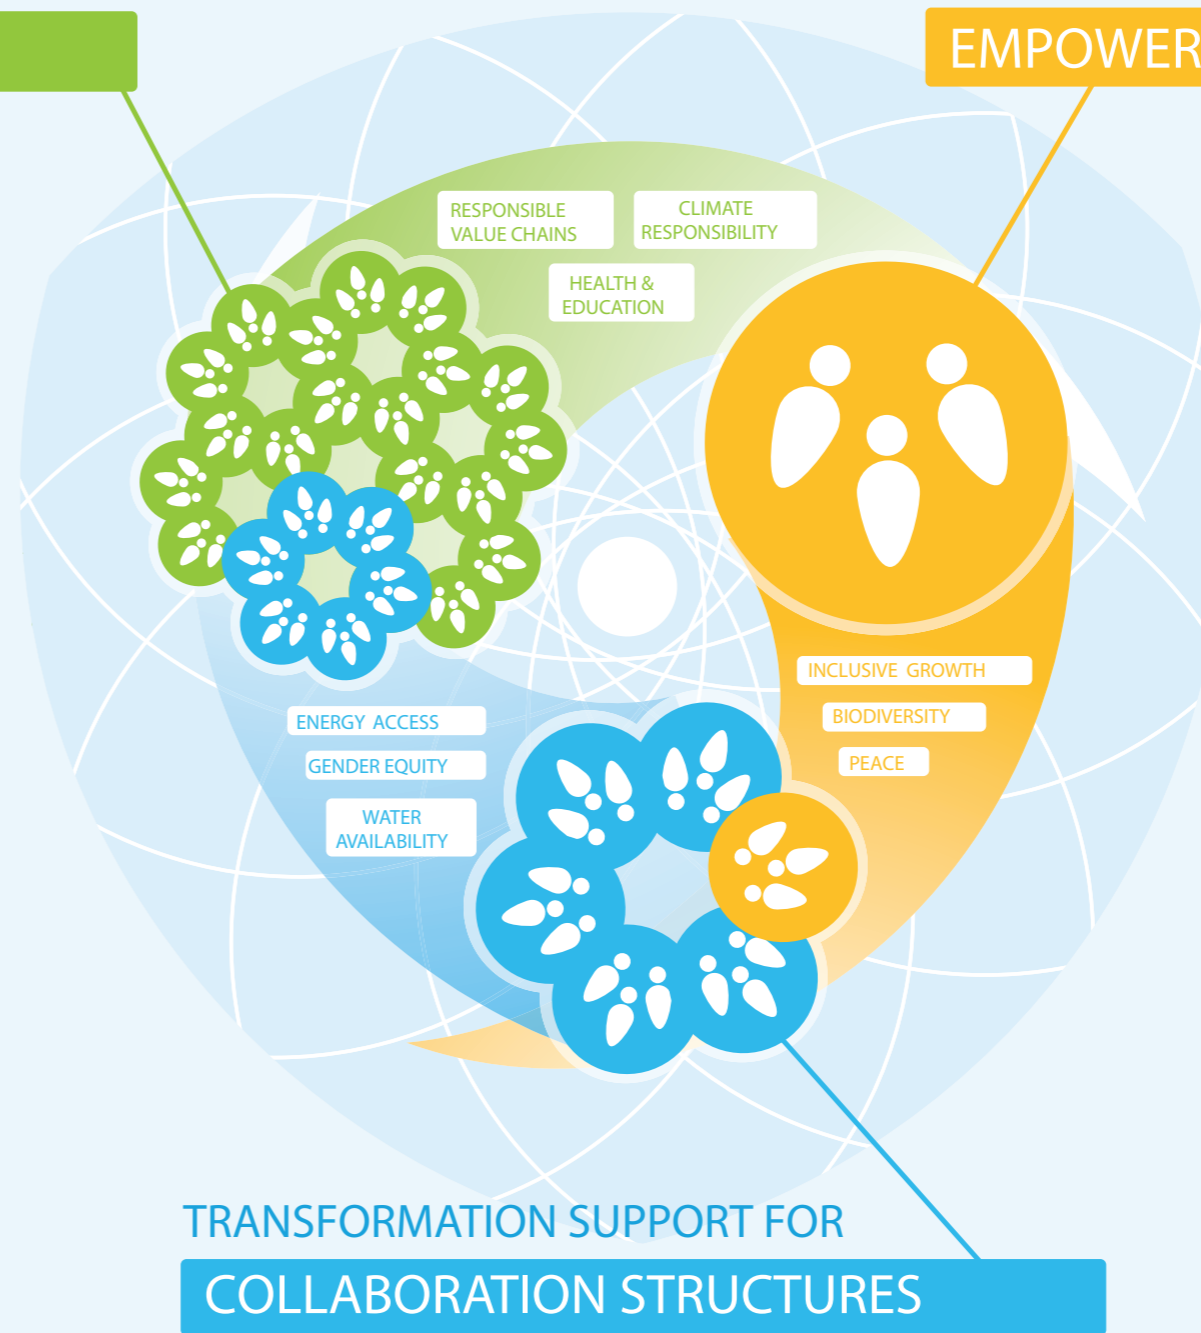 EMPOWER
RESPONSIBLE
VALUE CHAINS
CLIMATE
RESPONSIBILITY
HEALTH &
EDUCATION
INCLUSIVE GROWTH
BIODIVERSITY
PEACE
ENERGY ACCESS
GENDER EQUITY
WATER
AVAILABILITY
TRANSFORMATION SUPPORT FOR
COLLABORATION STRUCTURES